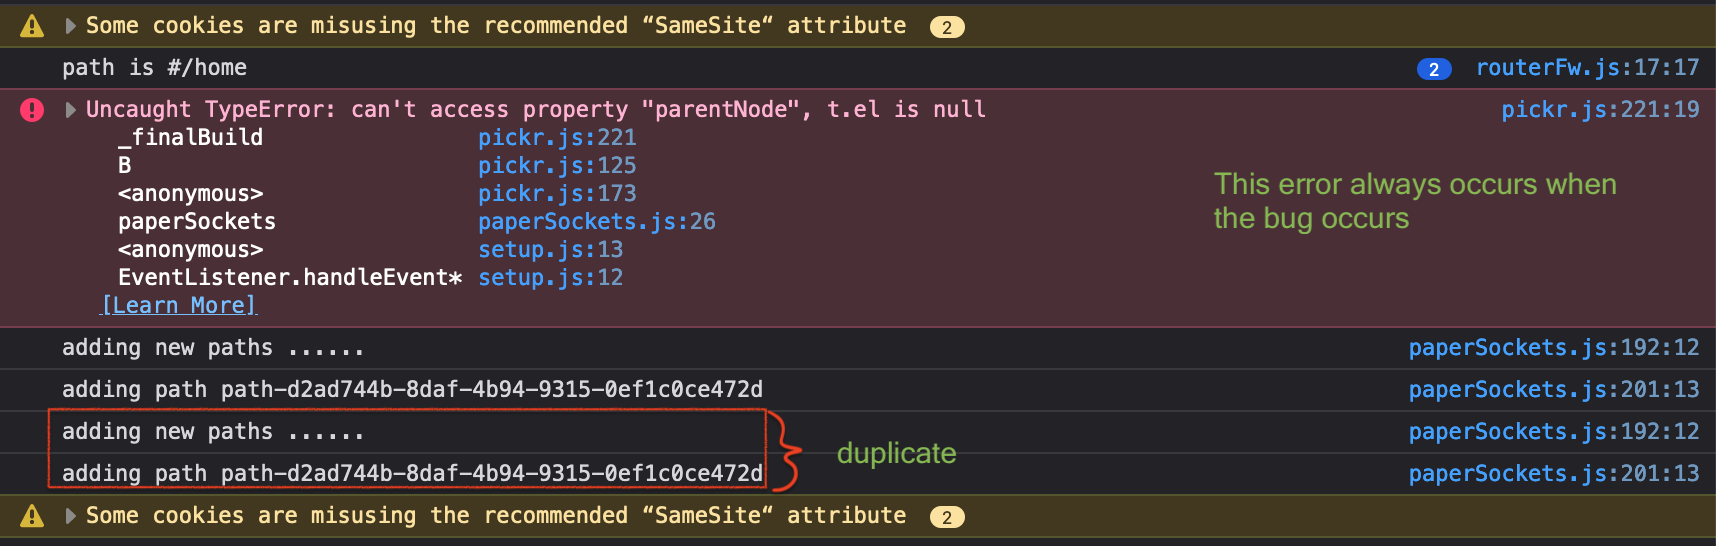 Some cookies are misusing the recommended “SameSite“ attribute 2
path is #/home 2 routerFw.js:17:17
Uncaught TypeError: can't access property "parentNode", t.el is null pickr.js:221:19
_finalBuild pickr.js:221
B pickr.js:125
<anonymous> pickr.js:173
paperSockets paperSockets.js:26
<anonymous> setup.js:13
EventListener.handleEvent* setup.js:12
[Learn More]
This error always occurs when
the bug occurs
adding new paths ...... paperSockets.js:192:12
adding path path-d2ad744b-8daf-4b94-9315-0ef1c0ce472d paperSockets.js:201:13
adding new paths ...... paperSockets.js:192:12
duplicate
adding path path-d2ad744b-8daf-4b94-9315-0ef1c0ce472d paperSockets.js:201:13
Some cookies are misusing the recommended “SameSite“ attribute 2